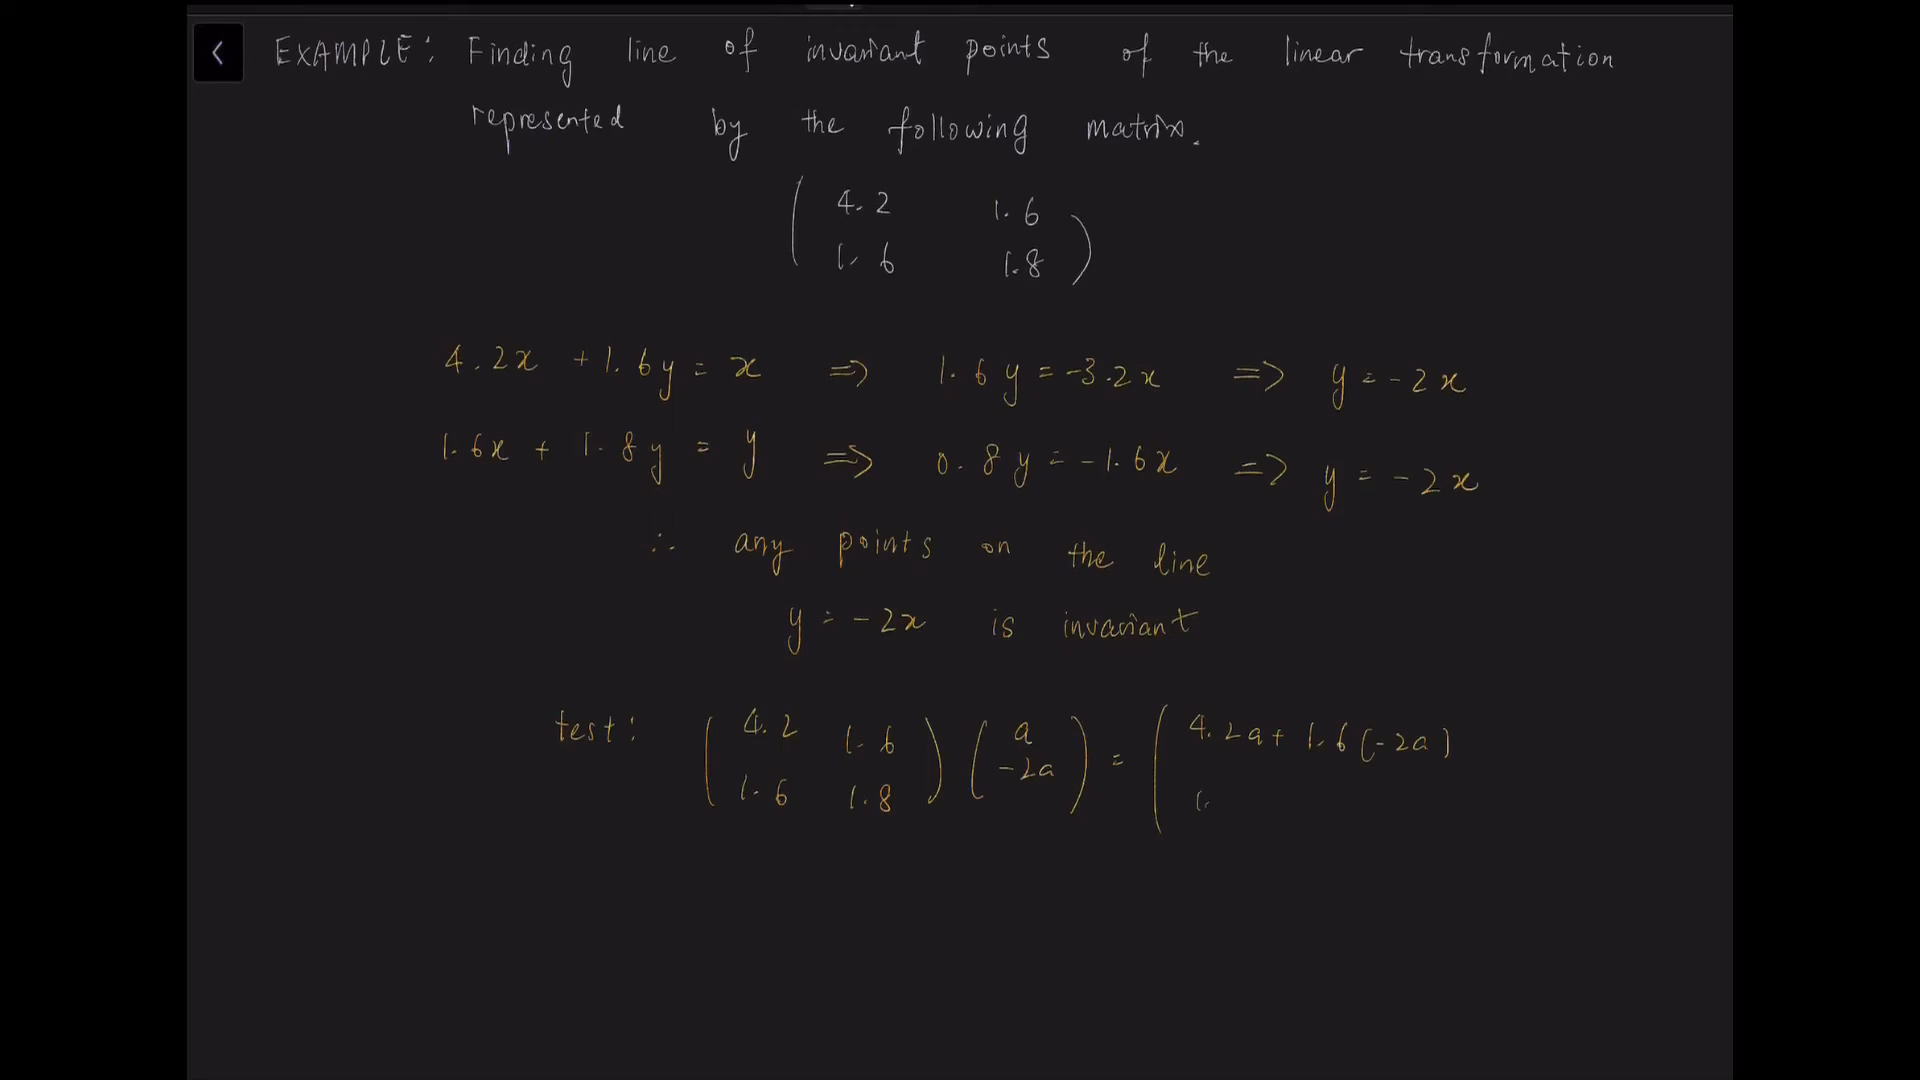 EXAMPLE: Finding line of invariant points of the linear transformation
represented by the following matrix.
( 4.2 1.6
1.6 1.8 )
4.2x + 1.6y = x => 1.6y = -3.2x => y = -2x
1.6x + 1.8y = y => 0.8y = -1.6x => y = -2x
∴ any points on the line
y = -2x is invariant
test: ( 4.2 1.6 ) ( a ) = ( 4.2a + 1.6(-2a)
1.6 1.8 -2a 1.